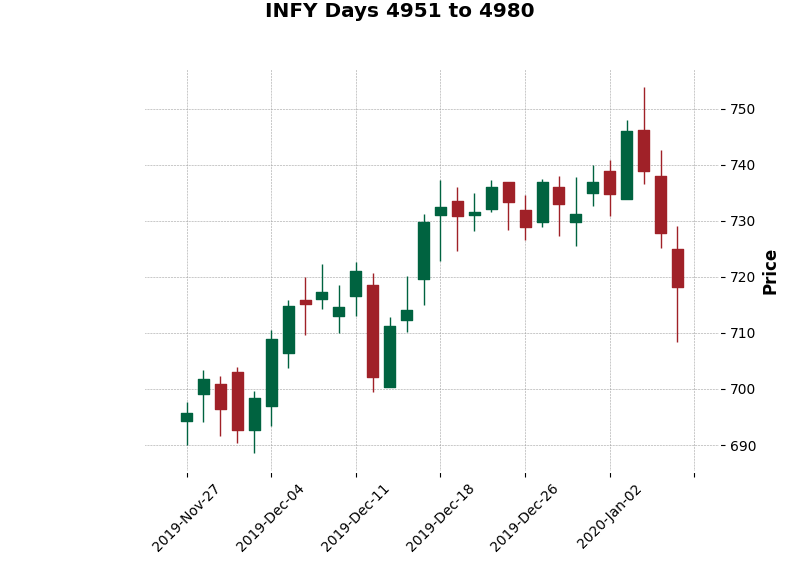 INFY Days 4951 to 4980
750
740
730
720
710
700
690
Price
2019-Nov-27
2019-Dec-04
2019-Dec-11
2019-Dec-18
2019-Dec-26
2020-Jan-02